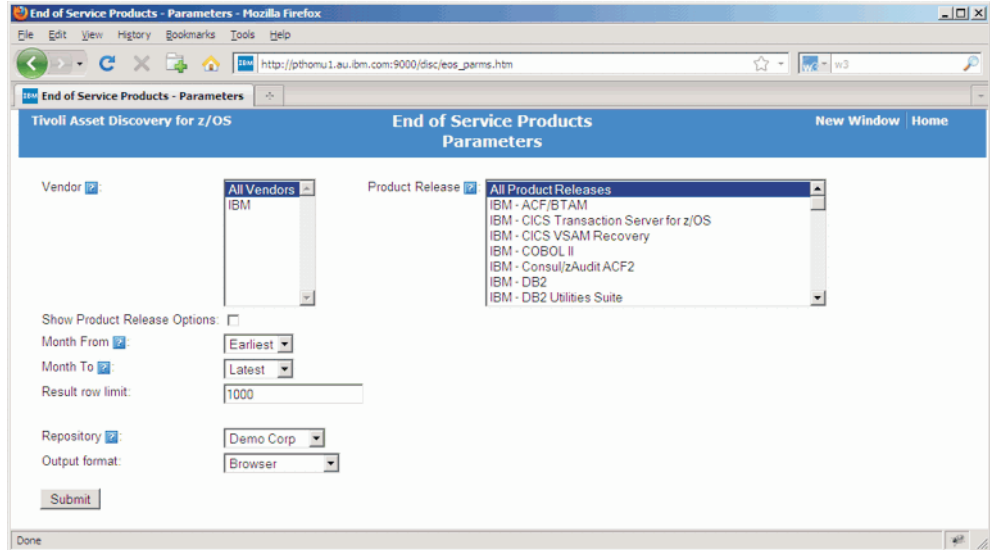 End of Service Products - Parameters - Mozilla Firefox
File Edit View History Bookmarks Tools Help
IBM http://pthomu1.au.ibm.com:9000/disc/eos_parms.htm w3
IBM End of Service Products - Parameters
Tivoli Asset Discovery for z/OS End of Service Products New Window Home
Parameters
Vendor ?: All Vendors Product Release ?: All Product Releases
IBM IBM - ACF/BTAM
IBM - CICS Transaction Server for z/OS
IBM - CICS VSAM Recovery
IBM - COBOL II
IBM - Consul/zAudit ACF2
IBM - DB2
IBM - DB2 Utilities Suite
Show Product Release Options:
Month From ?: Earliest
Month To ?: Latest
Result row limit: 1000
Repository ?: Demo Corp
Output format: Browser
Submit
Done